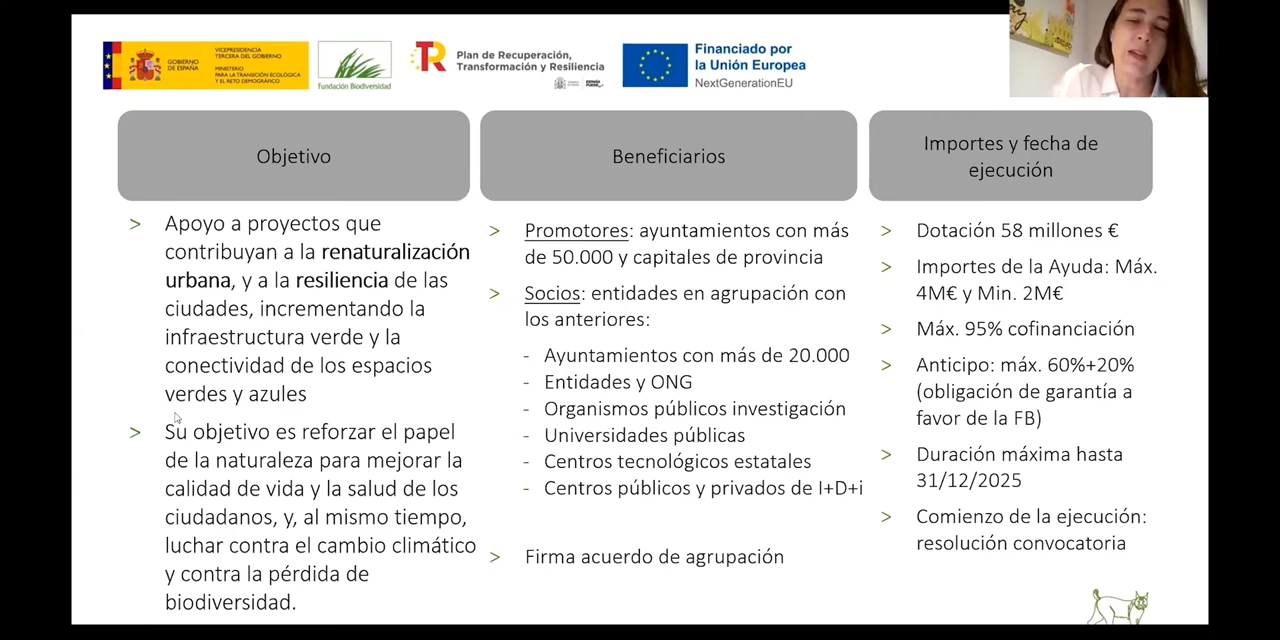 GOBIERNO
DE ESPAÑA
VICEPRESIDENCIA
TERCERA DEL GOBIERNO
MINISTERIO
PARA LA TRANSICIÓN ECOLÓGICA
Y EL RETO DEMOGRÁFICO
Fundación Biodiversidad
TR
Plan de Recuperación,
Transformación y Resiliencia
Financiado por
la Unión Europea
NextGenerationEU
Objetivo
> Apoyo a proyectos que
contribuyan a la renaturalización
urbana, y a la resiliencia de las
ciudades, incrementando la
infraestructura verde y la
conectividad de los espacios
verdes y azules
> Su objetivo es reforzar el papel
de la naturaleza para mejorar la
calidad de vida y la salud de los
ciudadanos, y, al mismo tiempo,
luchar contra el cambio climático
y contra la pérdida de
biodiversidad.
Beneficiarios
> Promotores: ayuntamientos con más
de 50.000 y capitales de provincia
> Socios: entidades en agrupación con
los anteriores:
- Ayuntamientos con más de 20.000
- Entidades y ONG
- Organismos públicos investigación
- Universidades públicas
- Centros tecnológicos estatales
- Centros públicos y privados de I+D+i
> Firma acuerdo de agrupación
Importes y fecha de
ejecución
> Dotación 58 millones €
> Importes de la Ayuda: Máx.
4M€ y Min. 2M€
> Máx. 95% cofinanciación
> Anticipo: máx. 60%+20%
(obligación de garantía a
favor de la FB)
> Duración máxima hasta
31/12/2025
> Comienzo de la ejecución:
resolución convocatoria